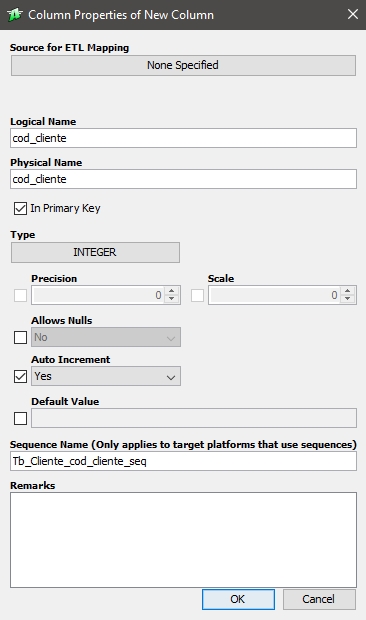 Column Properties of New Column
Source for ETL Mapping
None Specified
Logical Name
cod_cliente
Physical Name
cod_cliente
In Primary Key
Type
INTEGER
Precision Scale
0 0
Allows Nulls
No
Auto Increment
Yes
Default Value
Sequence Name (Only applies to target platforms that use sequences)
Tb_Cliente_cod_cliente_seq
Remarks
OK Cancel